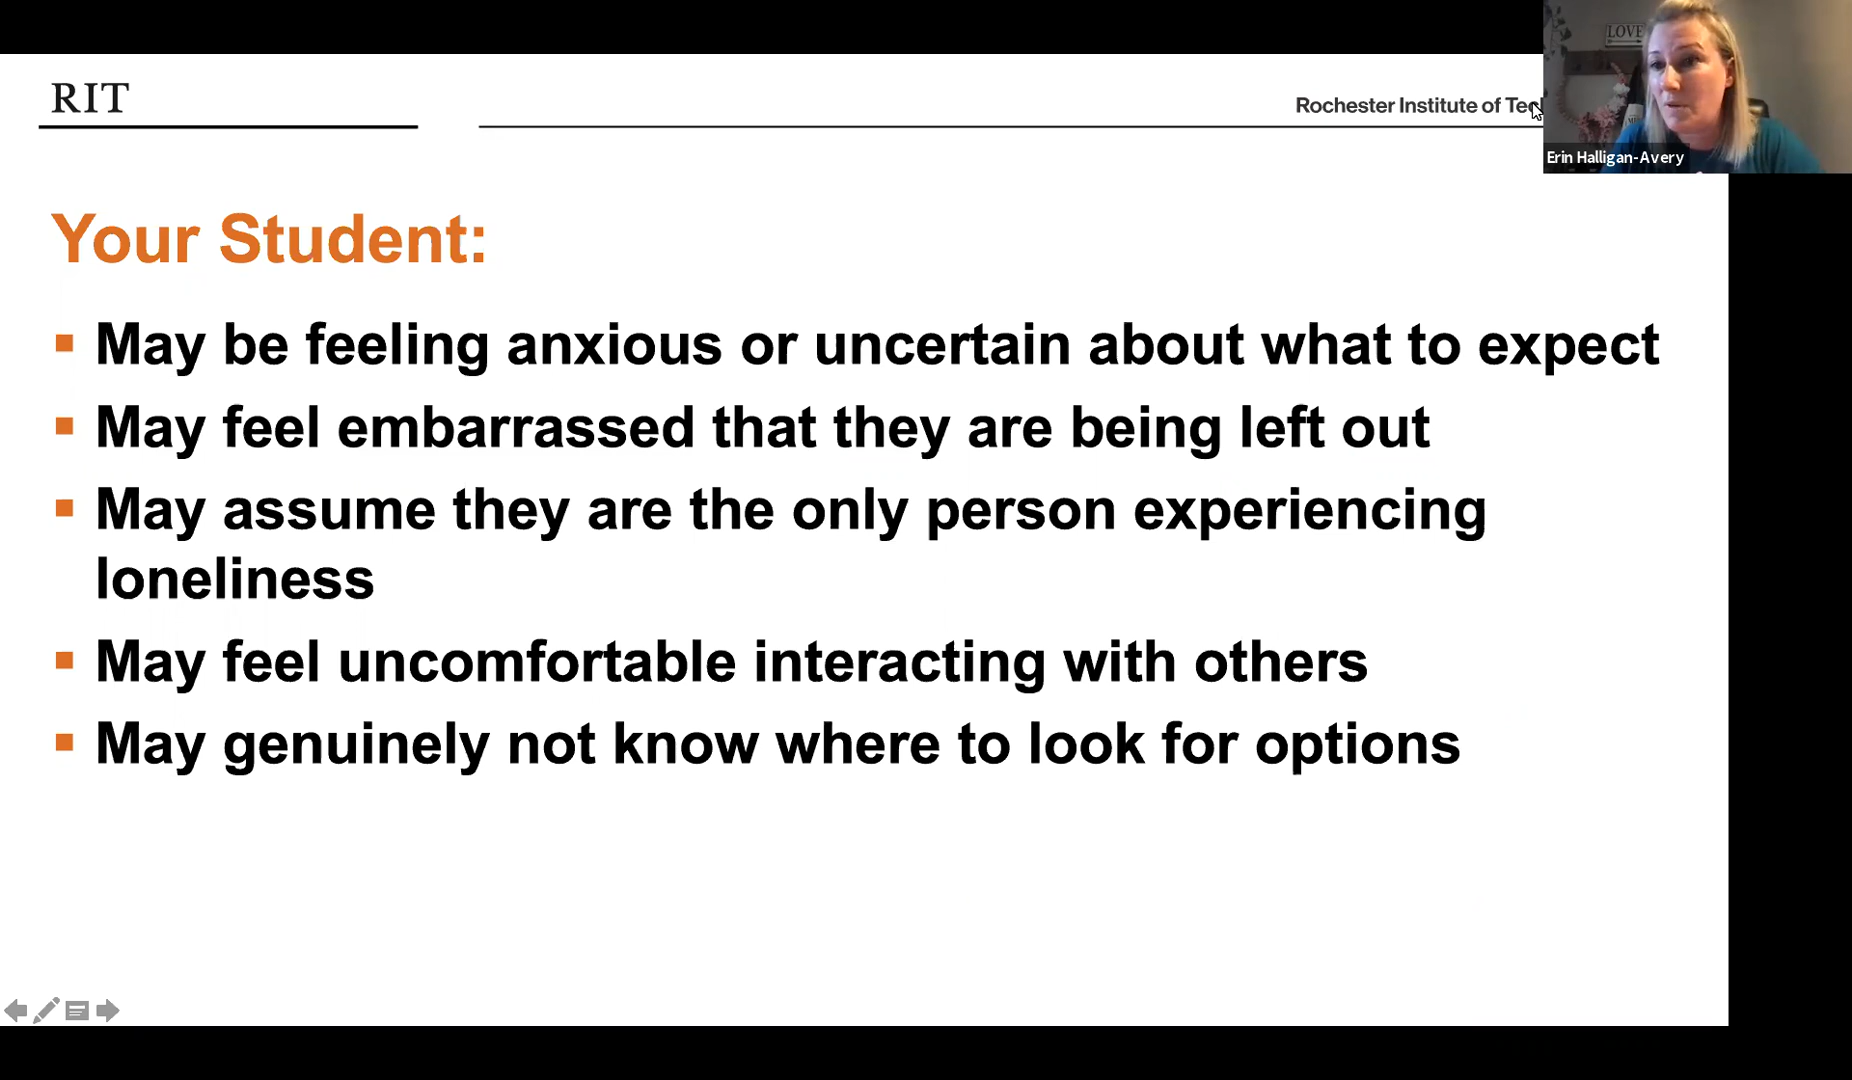 RIT
Rochester Institute of Tec
LOVE
Erin Halligan-Avery
Your Student:
May be feeling anxious or uncertain about what to expect
May feel embarrassed that they are being left out
May assume they are the only person experiencing
loneliness
May feel uncomfortable interacting with others
May genuinely not know where to look for options